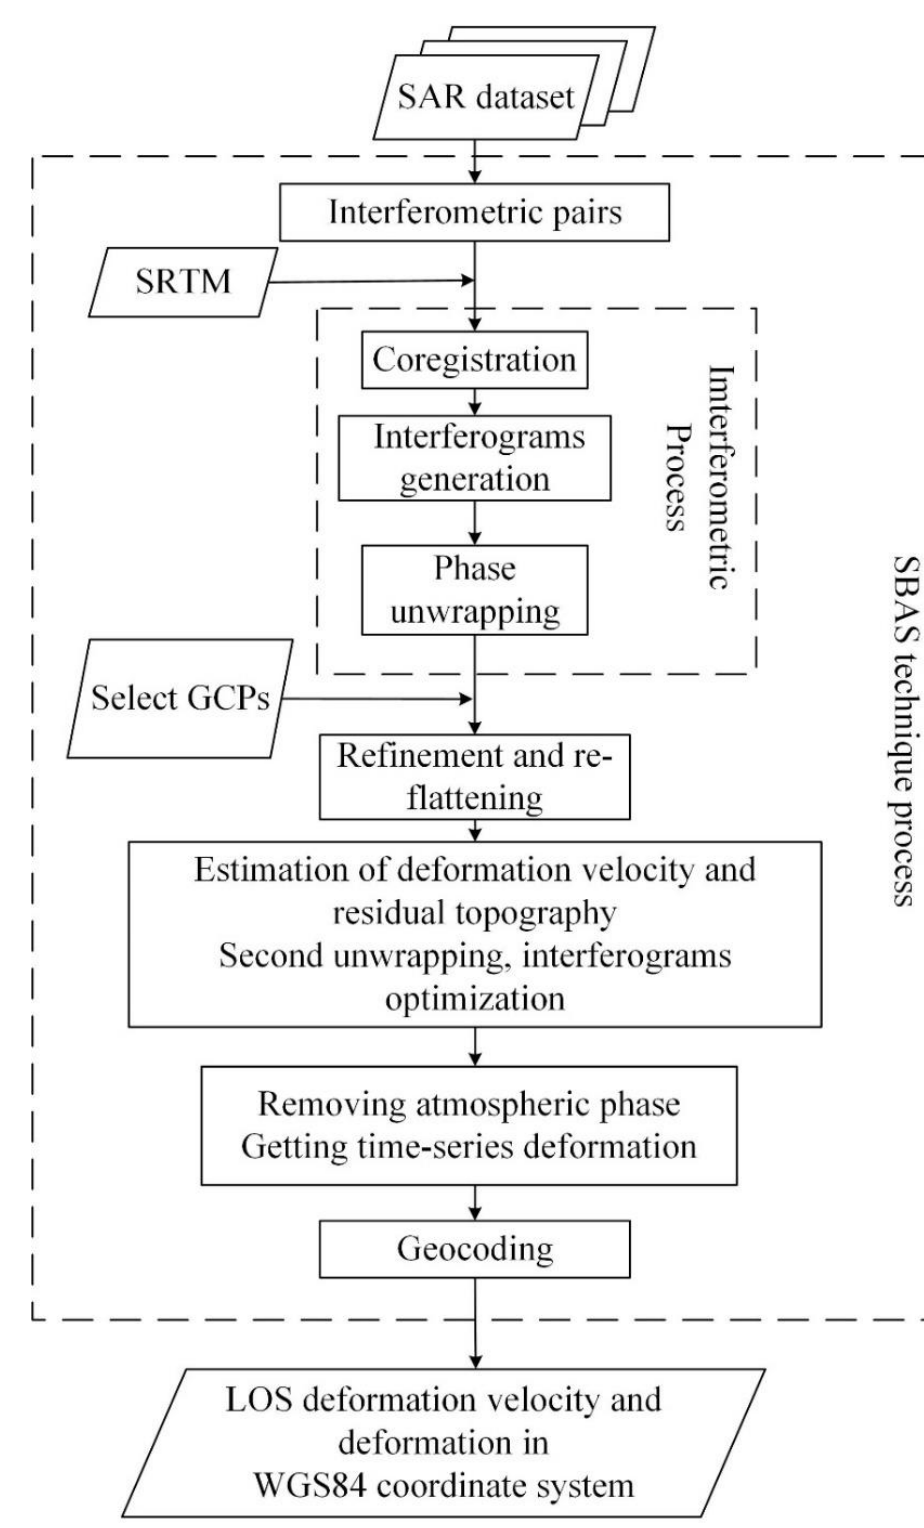 SAR dataset
Interferometric pairs
SRTM
Coregistration
Interferograms
generation
Phase
unwrapping
Imterferometric
Process
Select GCPs
Refinement and re-
flattening
Estimation of deformation velocity and
residual topography
Second unwrapping, interferograms
optimization
Removing atmospheric phase
Getting time-series deformation
Geocoding
SBAS technique process
LOS deformation velocity and
deformation in
WGS84 coordinate system